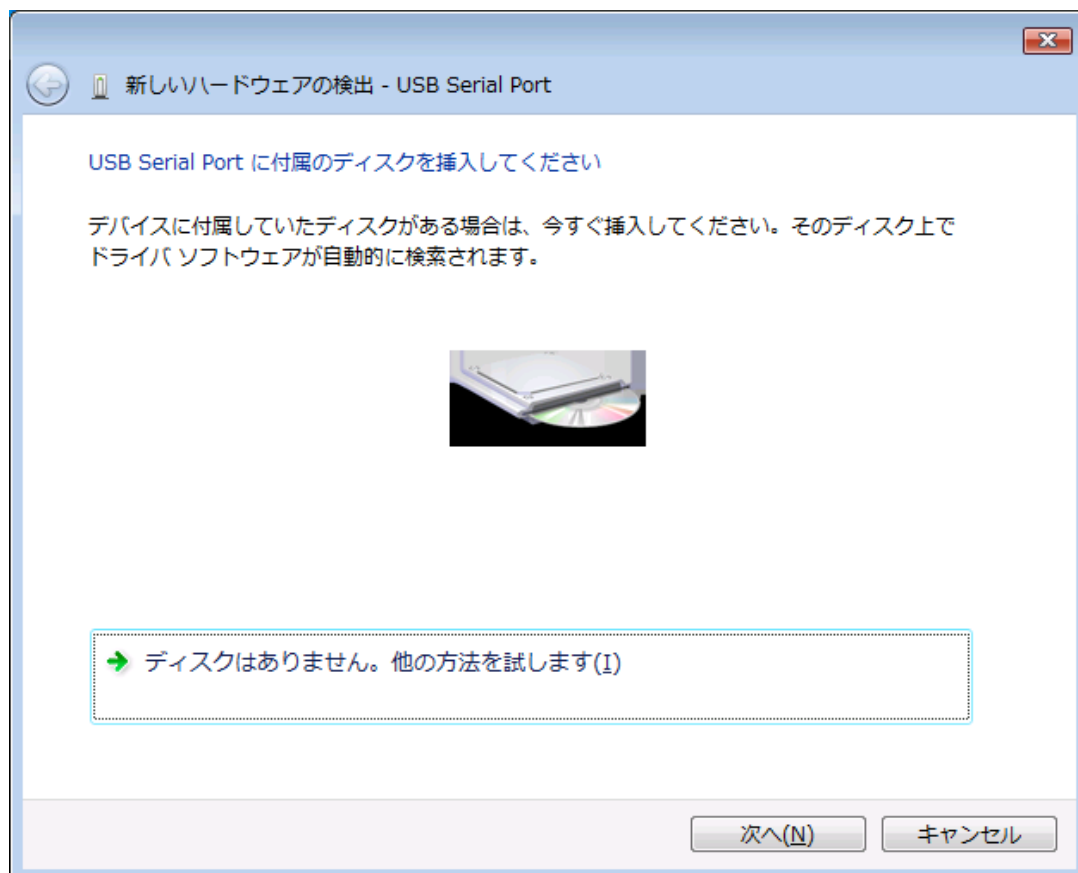 新しいハードウェアの検出 - USB Serial Port
USB Serial Port に付属のディスクを挿入してください
デバイスに付属していたディスクがある場合は、今すぐ挿入してください。そのディスク上で
ドライバ ソフトウェアが自動的に検索されます。
ディスクはありません。他の方法を試します(I)
次へ(N)
キャンセル